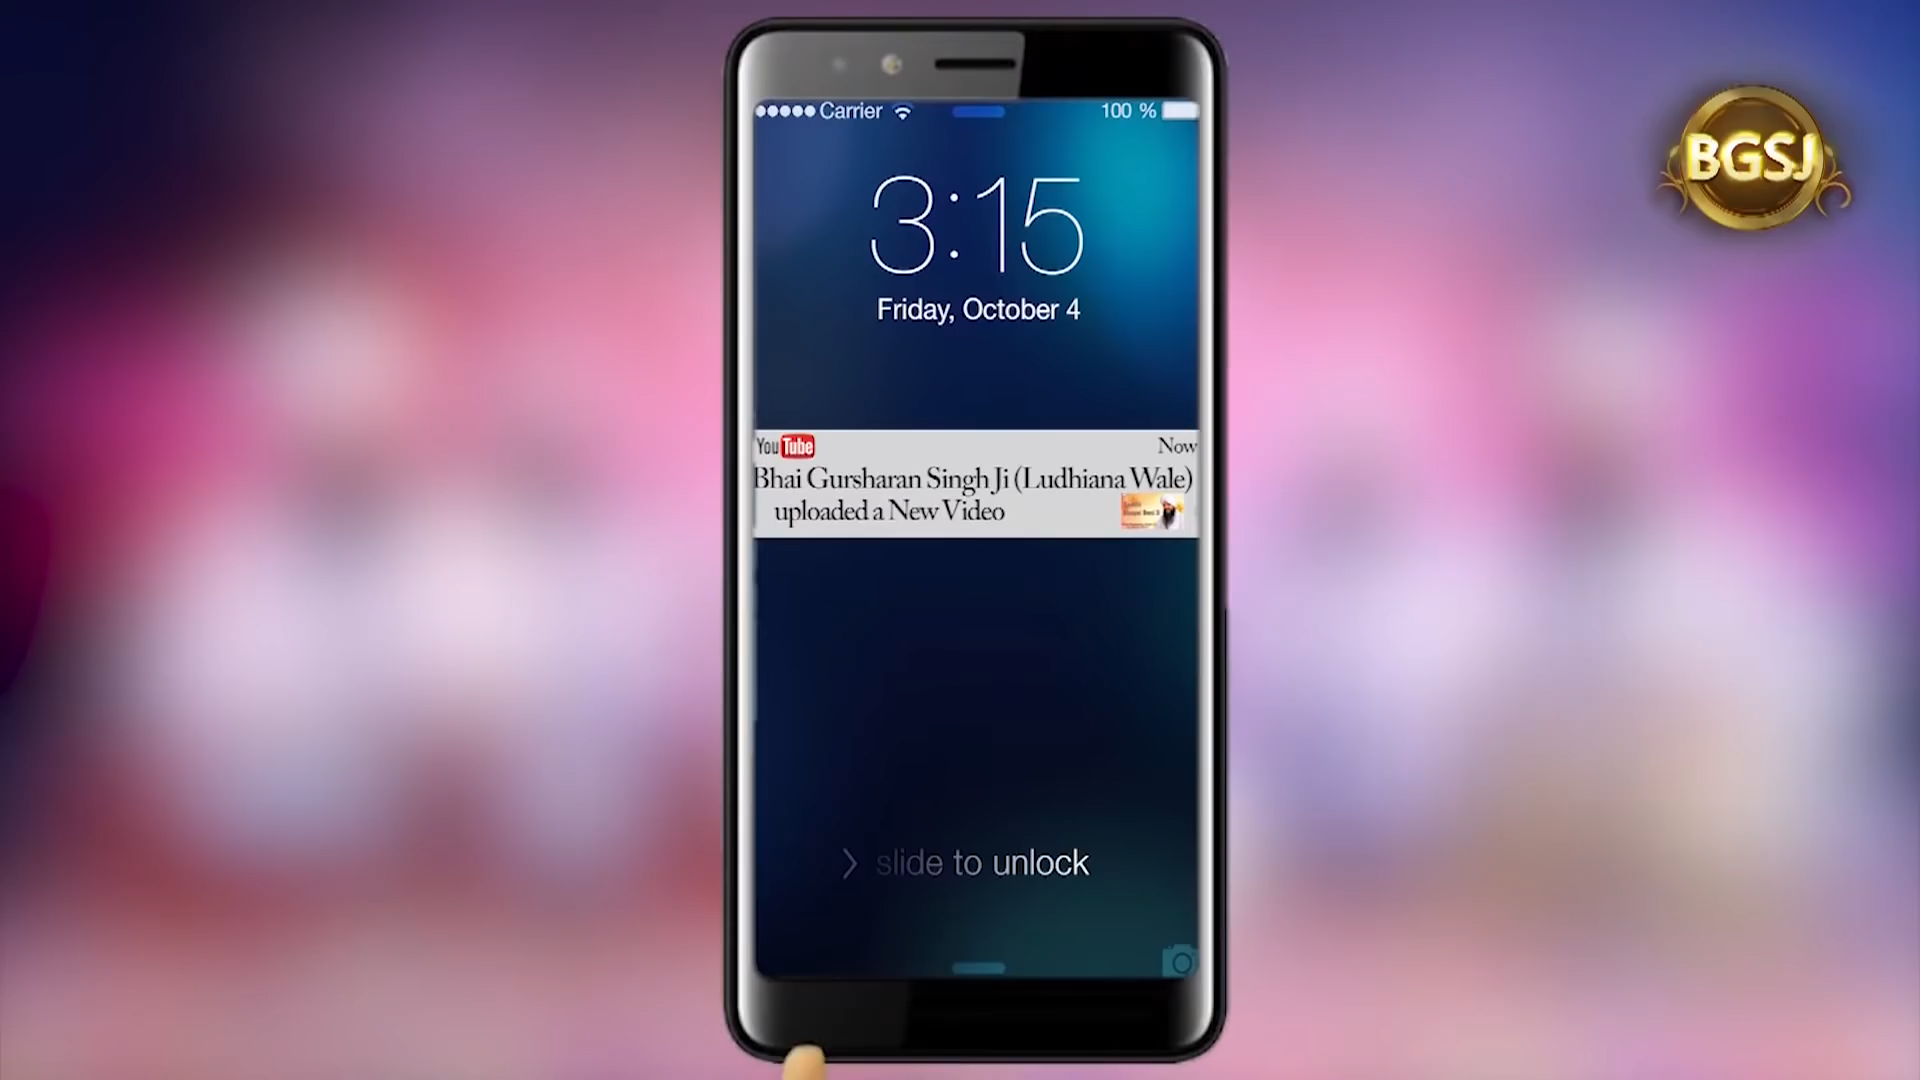 BGSJ
Carrier 100 %
3:15
Friday, October 4
YouTube Now
Bhai Gursharan Singh Ji (Ludhiana Wale)
uploaded a New Video
slide to unlock